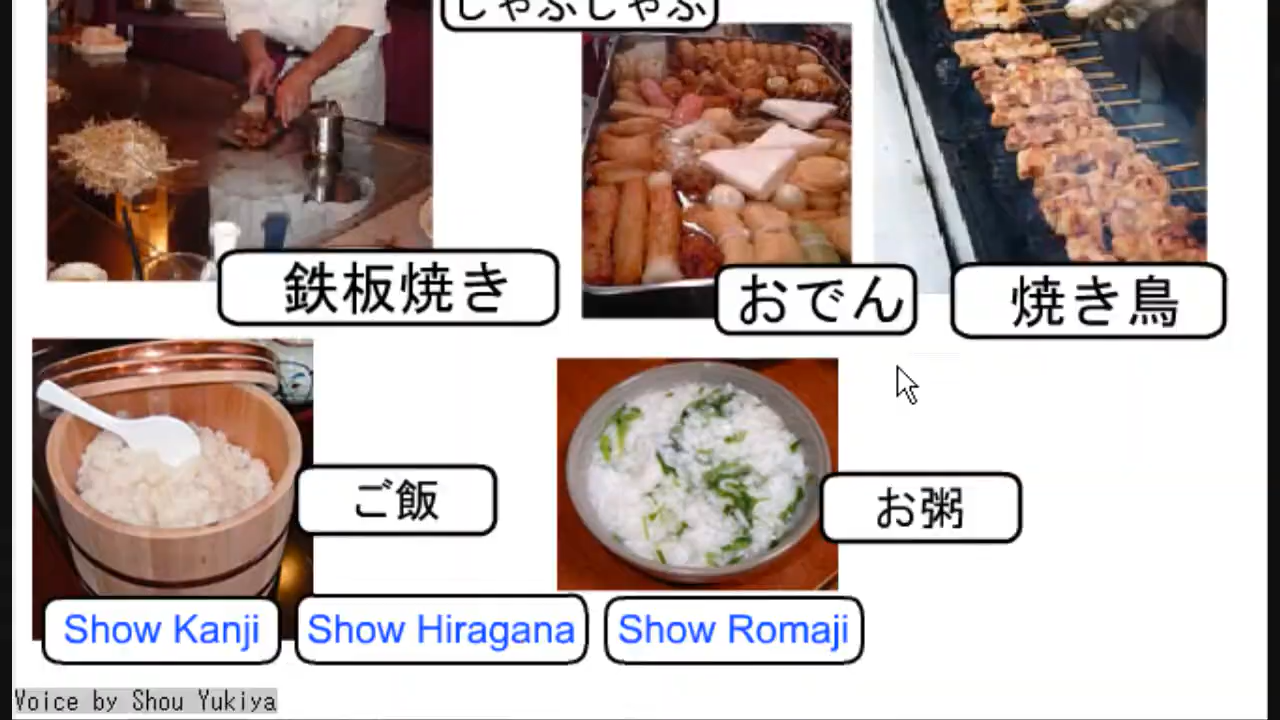 しゃぶしゃぶ
鉄板焼き
おでん
焼き鳥
ご飯
お粥
Show Kanji
Show Hiragana
Show Romaji
Voice by Shou Yukiya